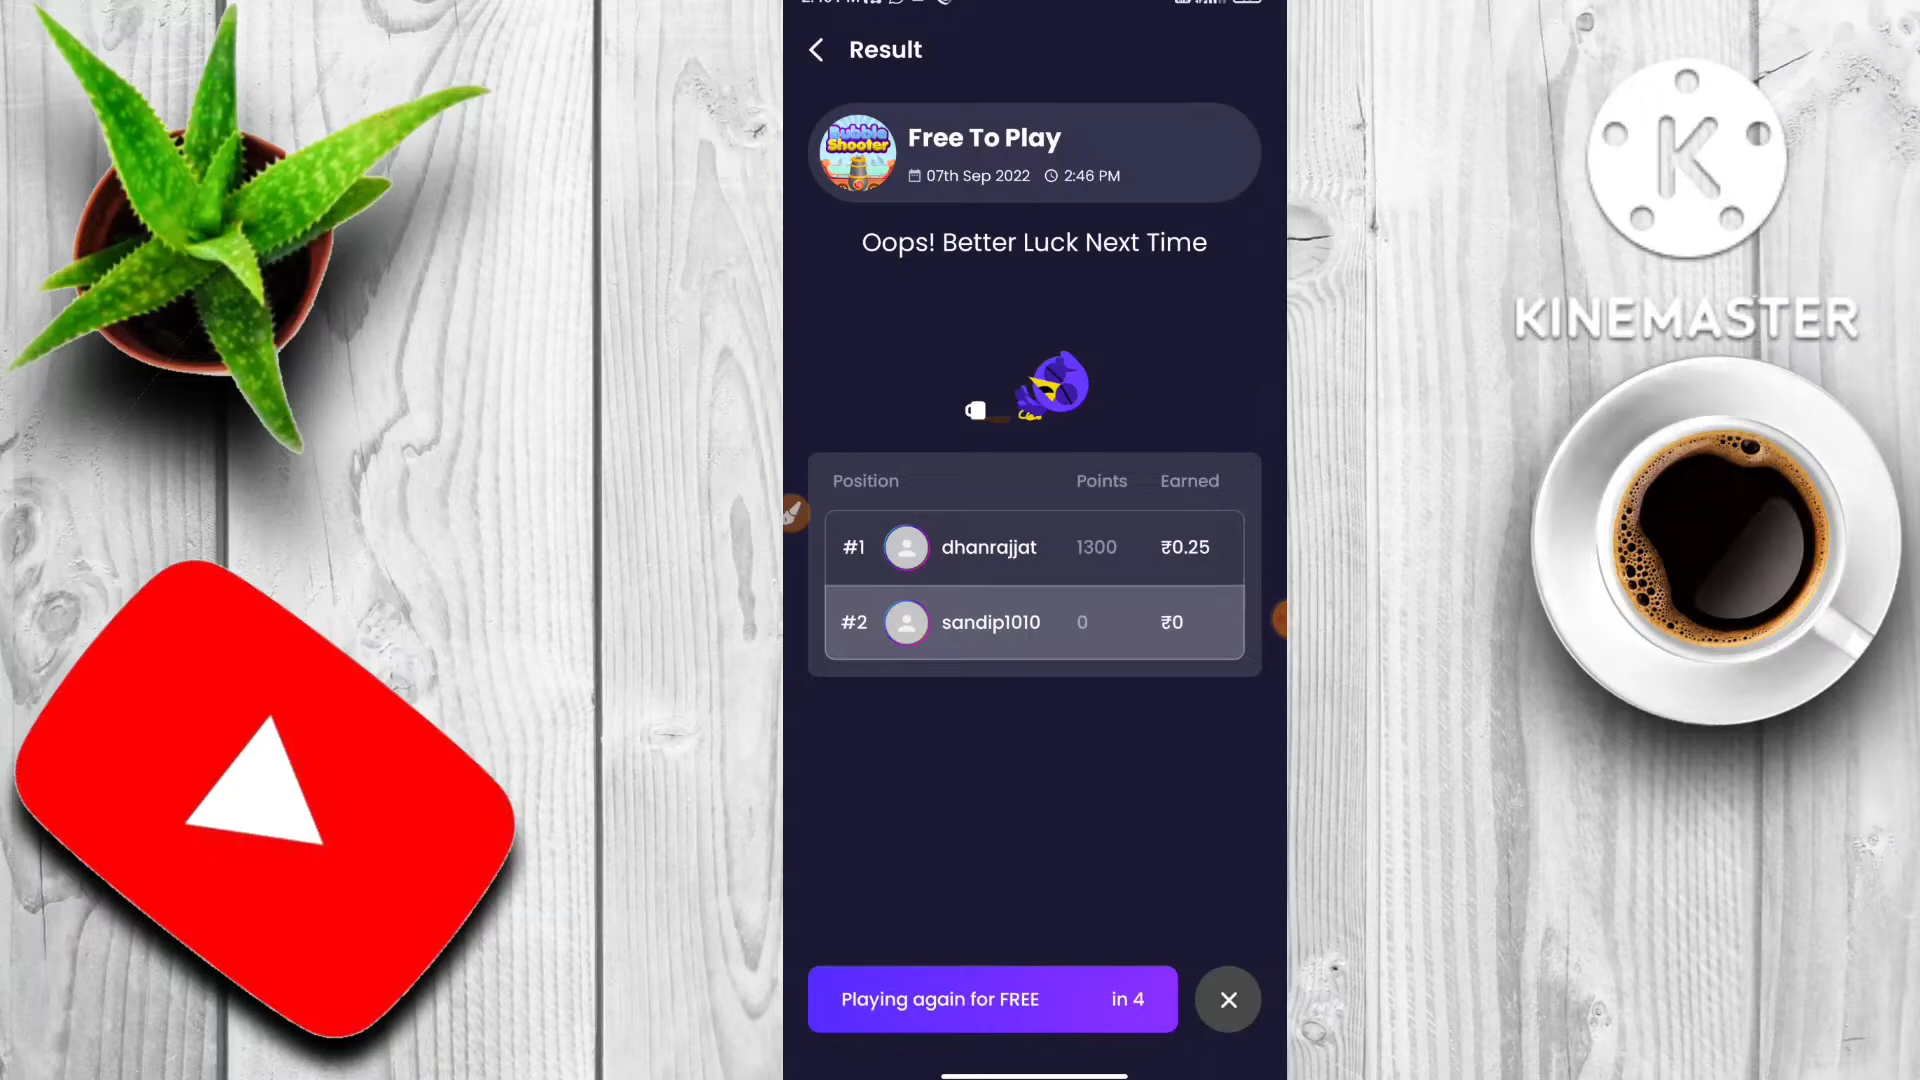 Result
Bubble
Shooter
Free To Play
07th Sep 2022 2:46 PM
Oops! Better Luck Next Time
Position Points Earned
#1 dhanrajjat 1300 ₹0.25
#2 sandip1010 0 ₹0
Playing again for FREE in 4
K
KINEMASTER